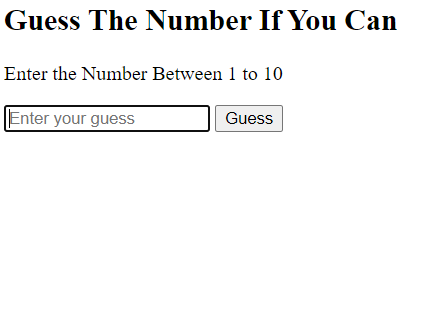 Guess The Number If You Can
Enter the Number Between 1 to 10
Enter your guess Guess